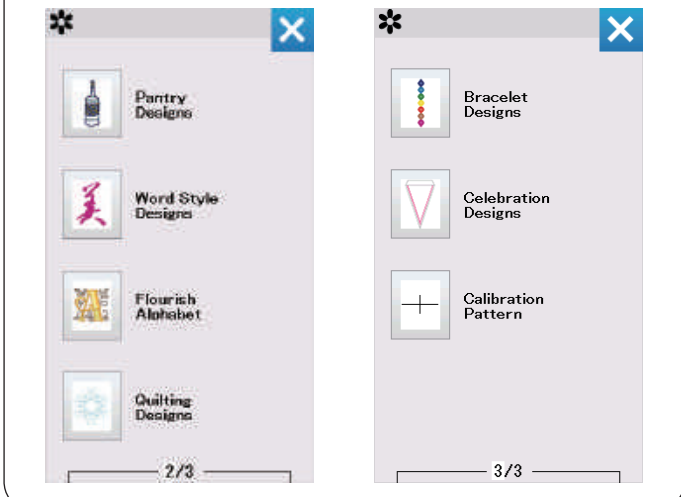 Pantry
Designs
Word Style
Designs
美
Flourish
Alphabet
A
Quilting
Designs
2/3
Bracelet
Designs
Celebration
Designs
Calibration
Pattern
3/3